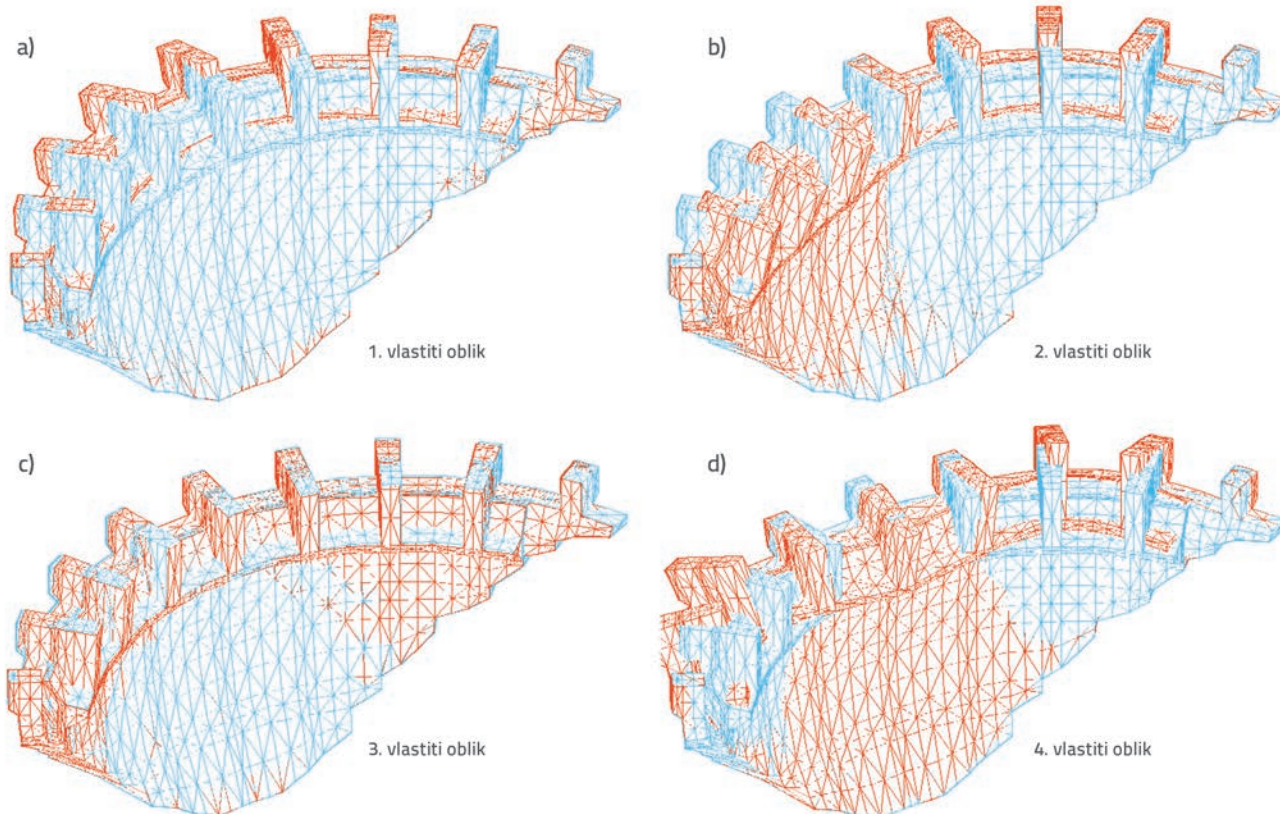 a)
1. vlastiti oblik
b)
2. vlastiti oblik
c)
3. vlastiti oblik
d)
4. vlastiti oblik